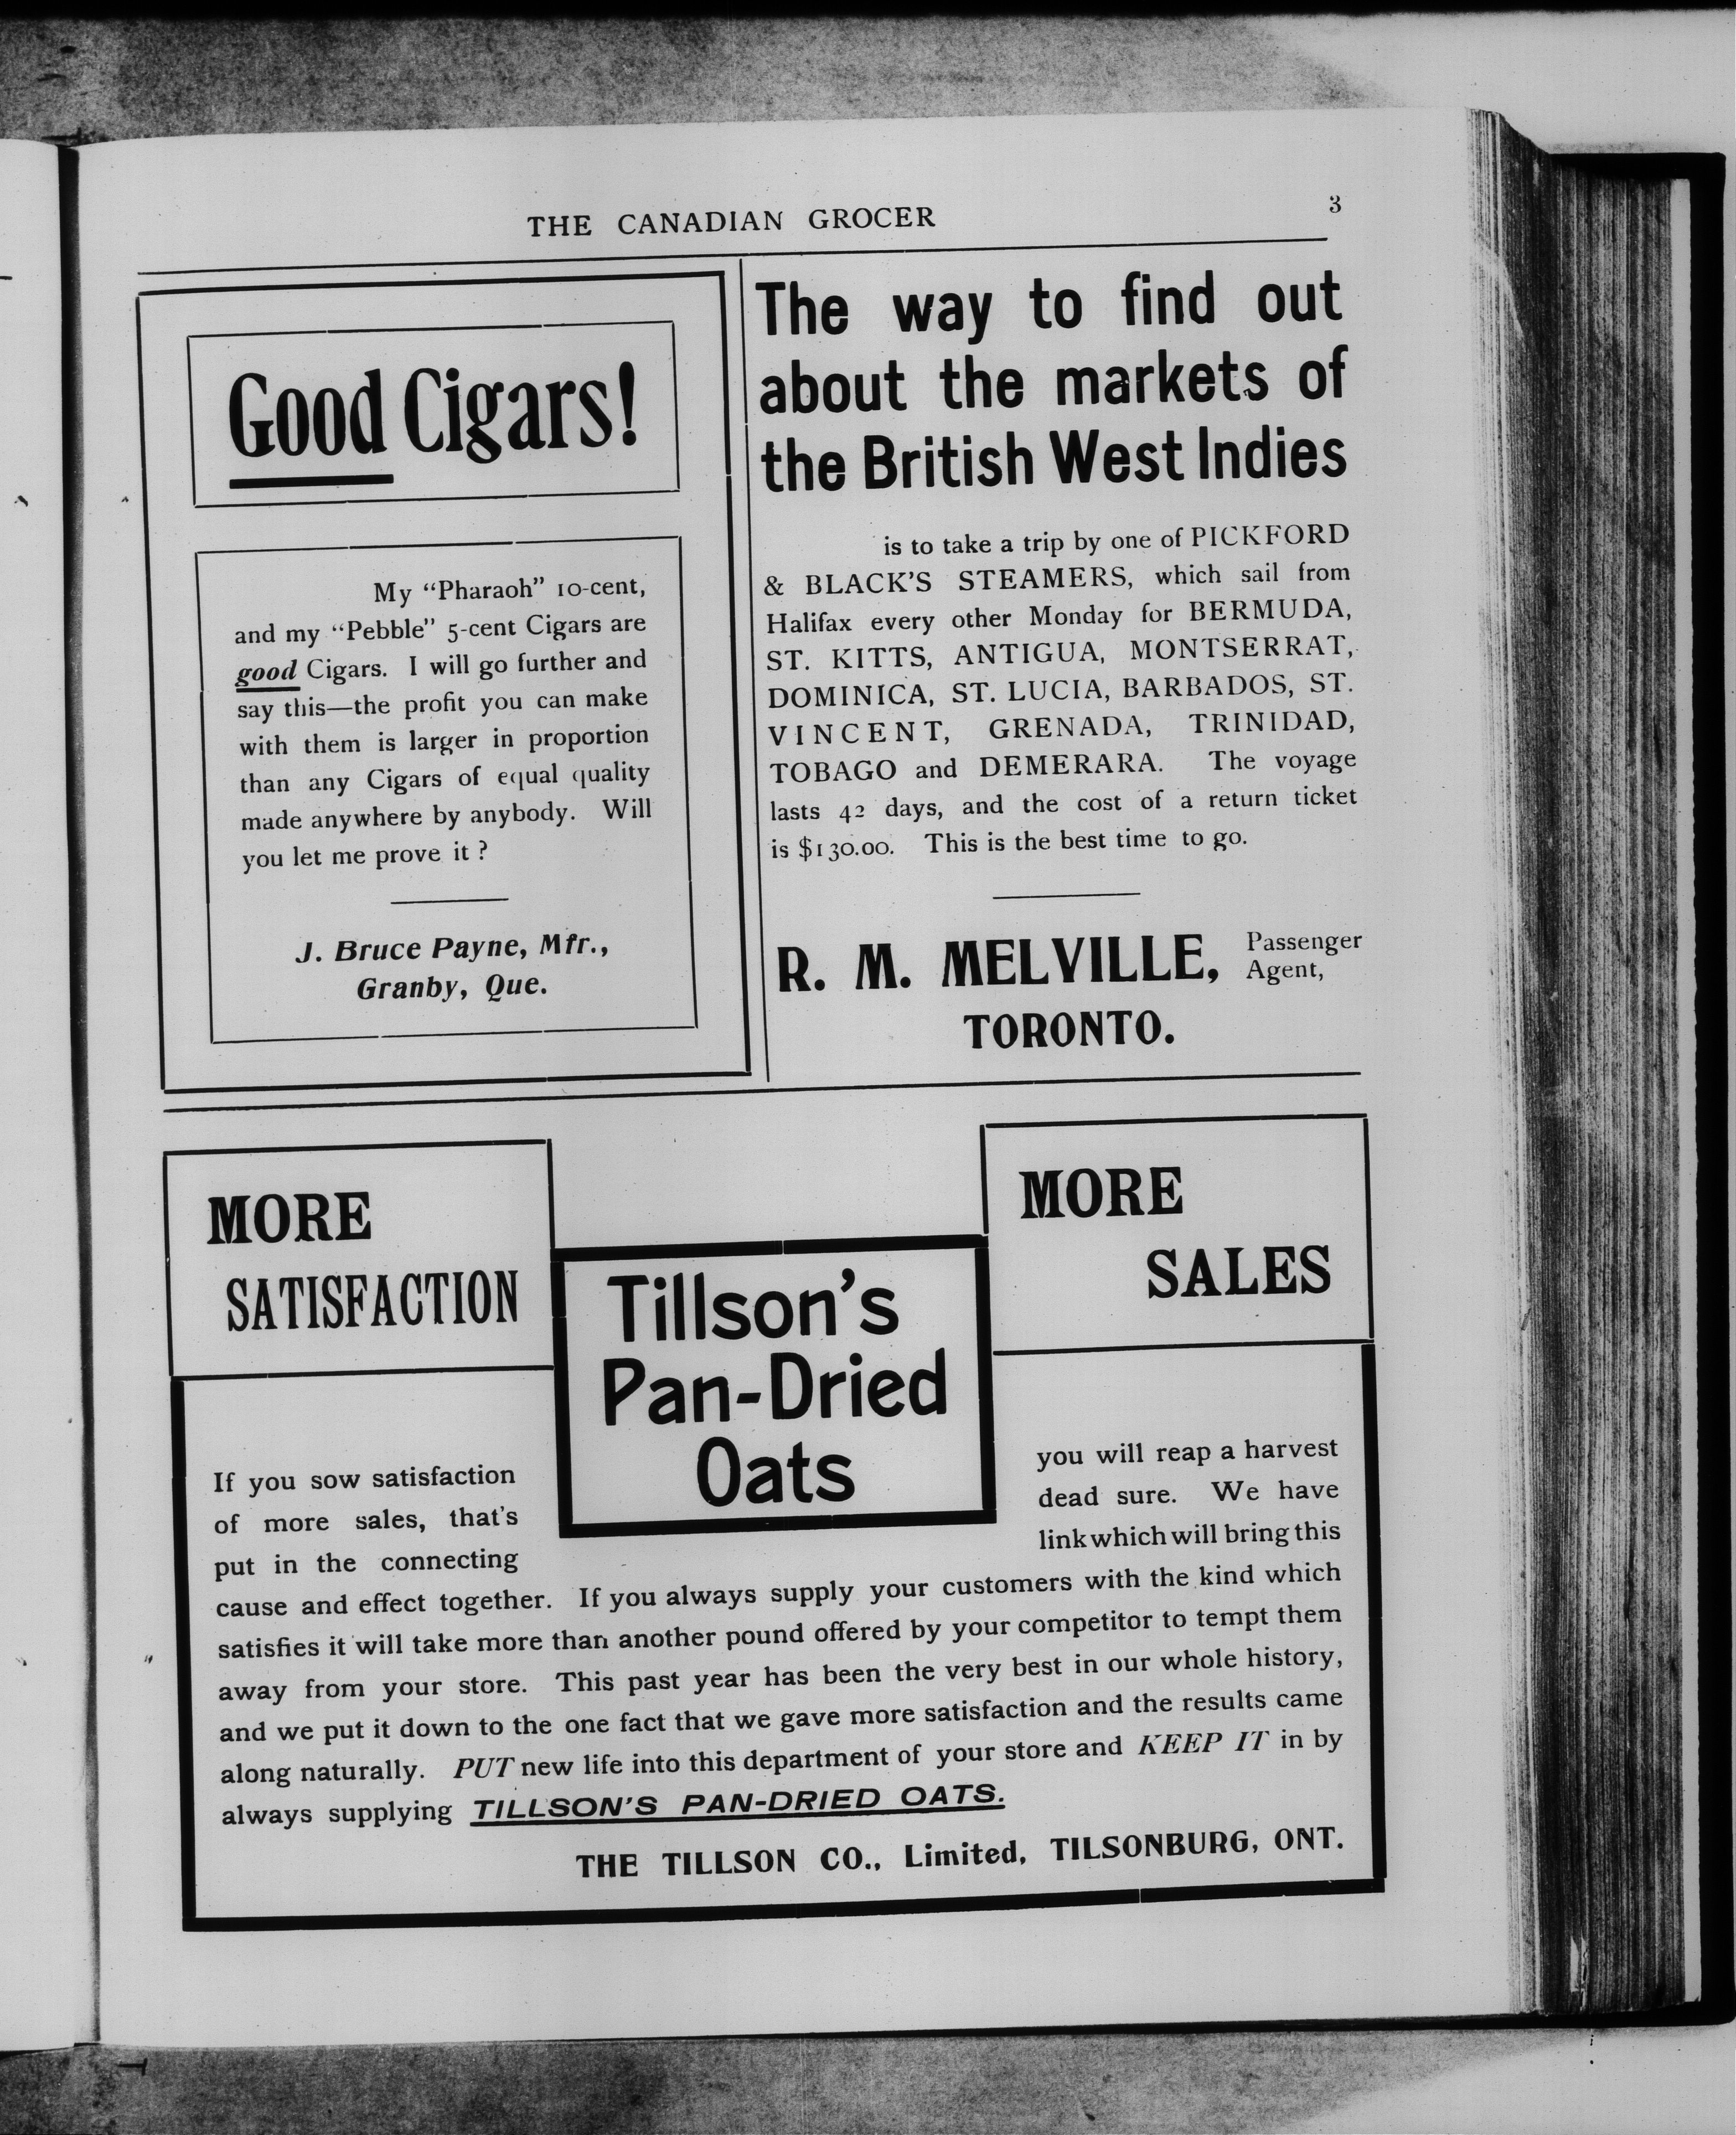 THE CANADIAN GROCER
3
Good Cigars!
My “Pharaoh” 10-cent,
and my “Pebble” 5-cent Cigars are
good Cigars. I will go further and
say this—the profit you can make
with them is larger in proportion
than any Cigars of equal quality
made anywhere by anybody. Will
you let me prove it ?
J. Bruce Payne, Mfr.,
Granby, Que.
The way to find out
about the markets of
the British West Indies
is to take a trip by one of PICKFORD
& BLACK'S STEAMERS, which sail from
Halifax every other Monday for BERMUDA,
ST. KITTS, ANTIGUA, MONTSERRAT,
DOMINICA, ST. LUCIA, BARBADOS, ST.
VINCENT, GRENADA, TRINIDAD,
TOBAGO and DEMERARA. The voyage
lasts 42 days, and the cost of a return ticket
is $130.00. This is the best time to go.
R. M. MELVILLE, Passenger
Agent,
TORONTO.
MORE
SATISFACTION
Tillson's
Pan-Dried
Oats
MORE
SALES
If you sow satisfaction
of more sales, that's
put in the connecting
you will reap a harvest
dead sure. We have
link which will bring this
cause and effect together. If you always supply your customers with the kind which
satisfies it will take more than another pound offered by your competitor to tempt them
away from your store. This past year has been the very best in our whole history,
and we put it down to the one fact that we gave more satisfaction and the results came
along naturally. PUT new life into this department of your store and KEEP IT in by
always supplying TILLSON'S PAN-DRIED OATS.
THE TILLSON CO., Limited, TILSONBURG, ONT.